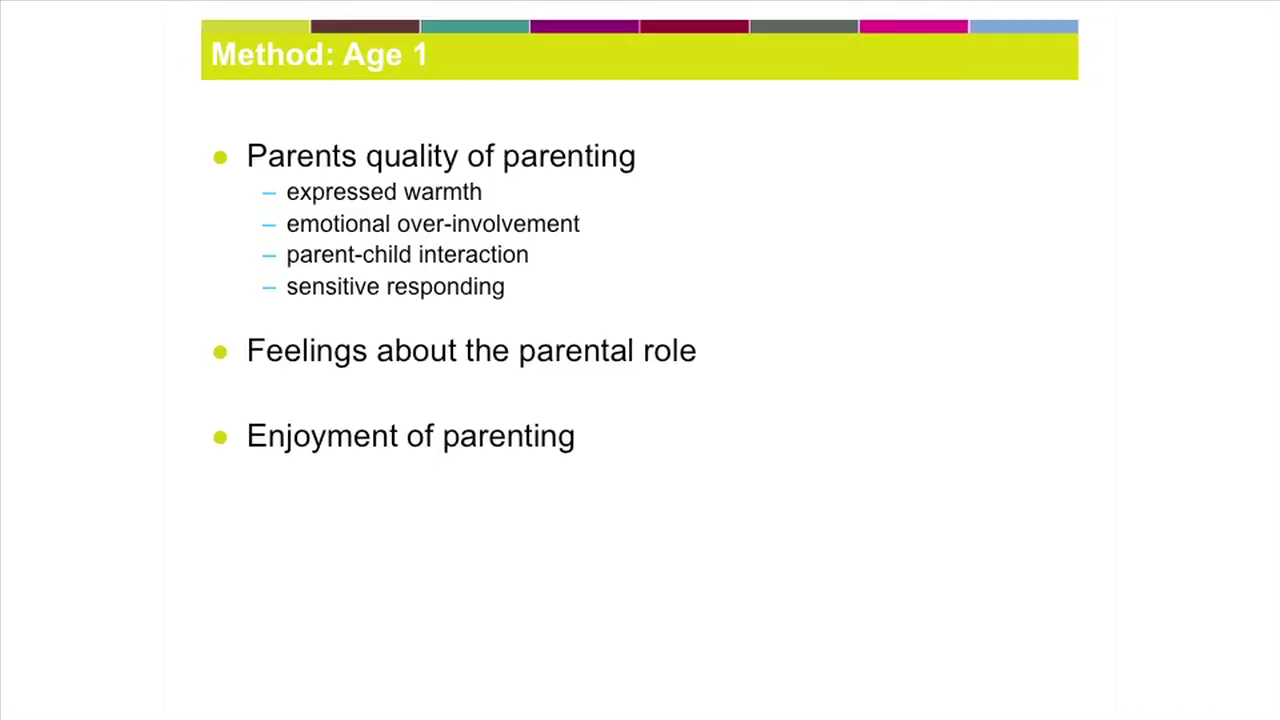 Method: Age 1
● Parents quality of parenting
– expressed warmth
– emotional over-involvement
– parent-child interaction
– sensitive responding
● Feelings about the parental role
● Enjoyment of parenting